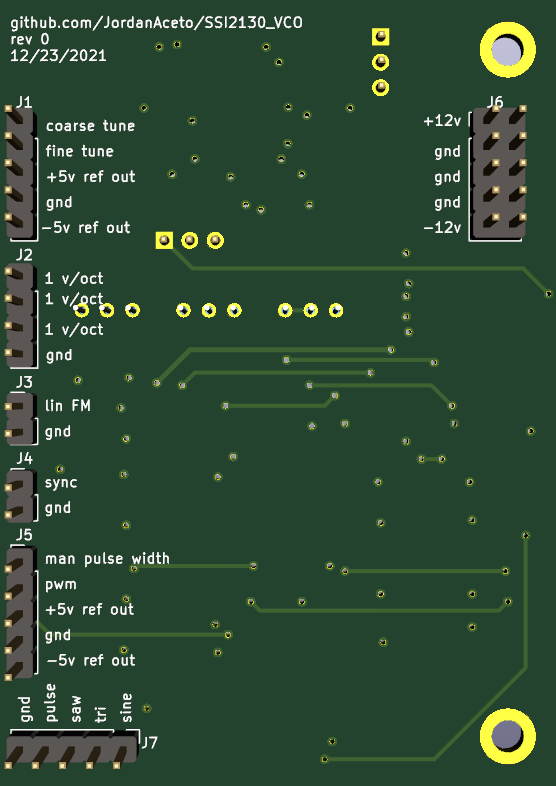 github.com/JordanAceto/SSI2130_VCO
rev 0
12/23/2021
J1
coarse tune
fine tune
+5v ref out
gnd
-5v ref out
J6
+12v
gnd
gnd
gnd
-12v
J2
1 v/oct
1 v/oct
1 v/oct
gnd
J3
lin FM
gnd
J4
sync
gnd
J5
man pulse width
pwm
+5v ref out
gnd
-5v ref out
gnd
pulse
saw
tri
sine
J7